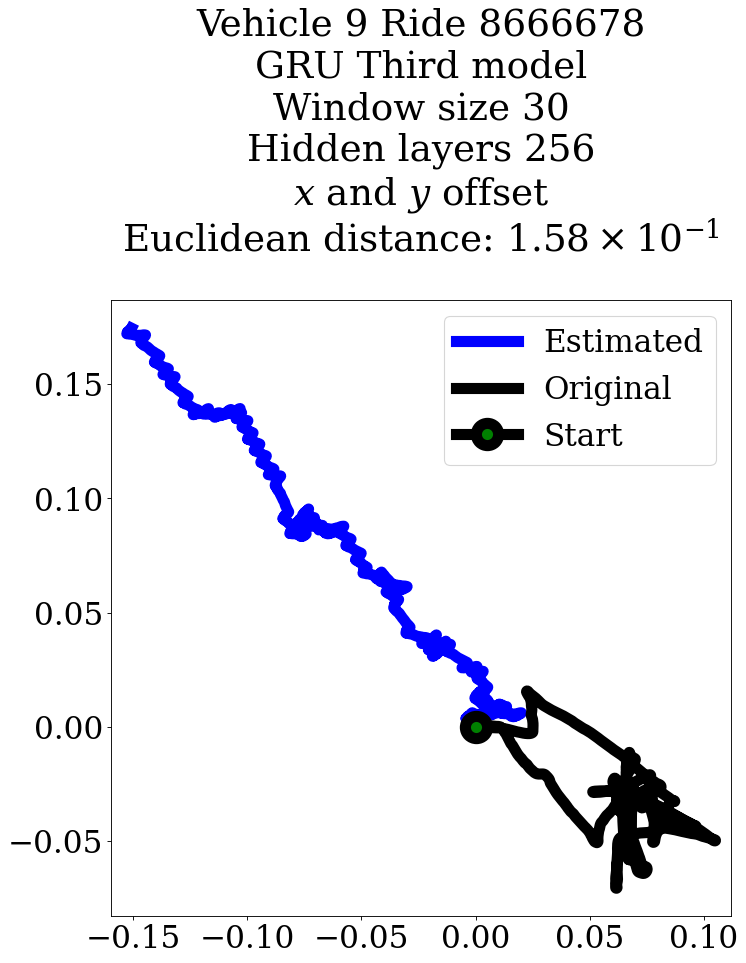 Vehicle 9 Ride 8666678
GRU Third model
Window size 30
Hidden layers 256
x and y offset
Euclidean distance: 1.58 × 10⁻¹
Estimated
Original
Start
0.15
0.10
0.05
0.00
−0.05
−0.15 −0.10 −0.05 0.00 0.05 0.10